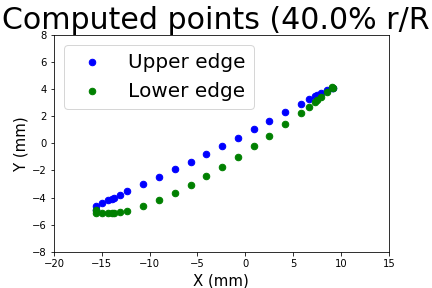 Computed points (40.0% r/R
Upper edge
Lower edge
8
6
4
2
0
−2
−4
−6
−8
Y (mm)
−20 −15 −10 −5 0 5 10 15
X (mm)